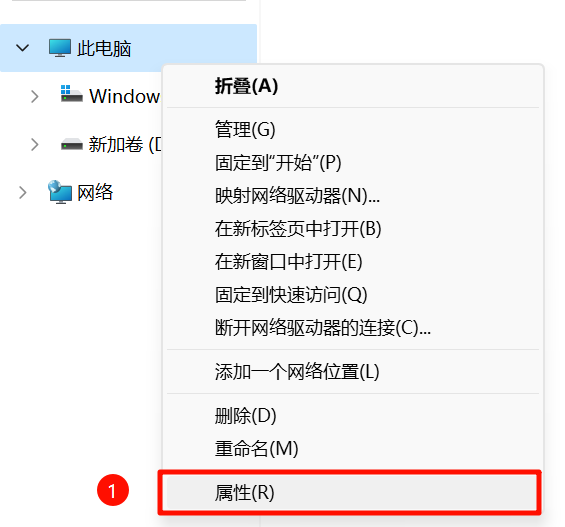 此电脑
折叠(A)
Window
管理(G)
新加卷 (D
固定到“开始”(P)
网络
映射网络驱动器(N)...
在新标签页中打开(B)
在新窗口中打开(E)
固定到快速访问(Q)
断开网络驱动器的连接(C)...
添加一个网络位置(L)
删除(D)
重命名(M)
1
属性(R)